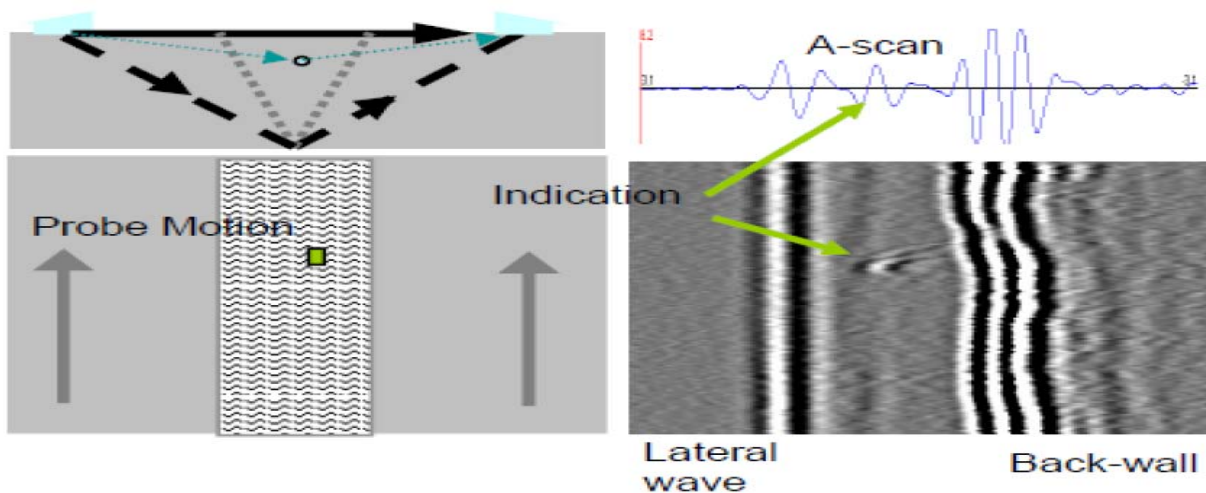 A-scan
Indication
Probe Motion
Lateral
wave
Back-wall